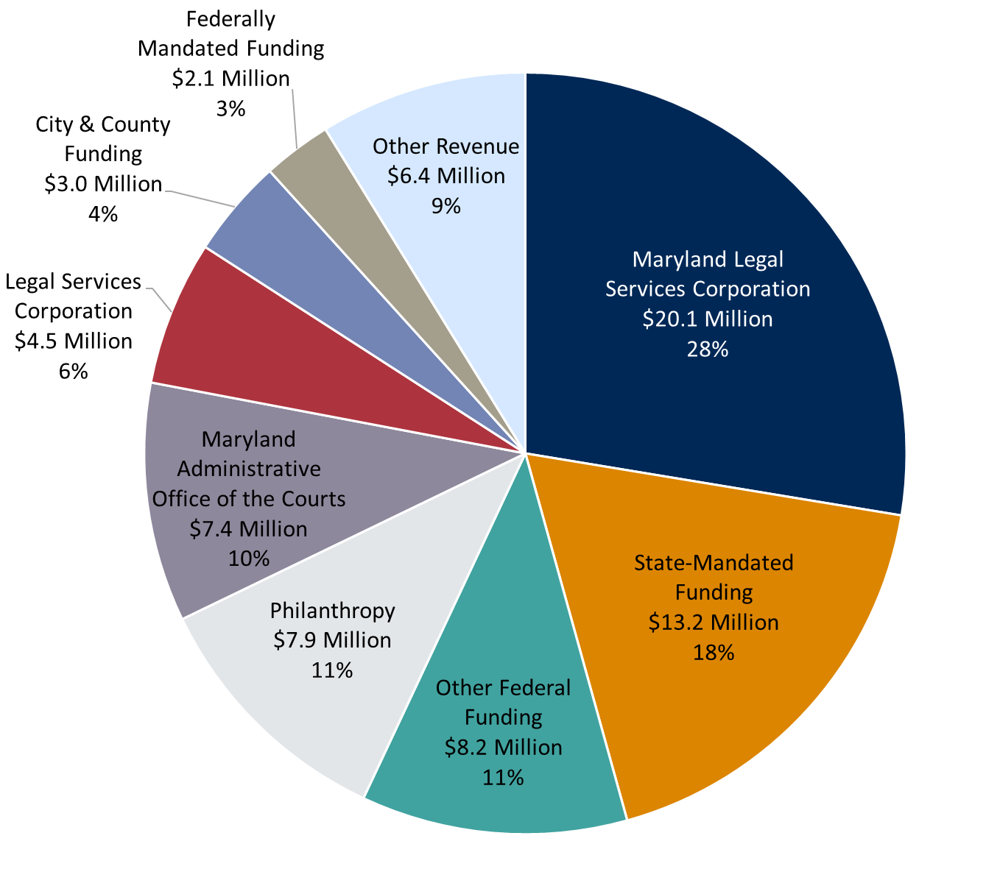 Federally
Mandated Funding
$2.1 Million
3%
City & County
Funding
$3.0 Million
4%
Legal Services
Corporation
$4.5 Million
6%
Other Revenue
$6.4 Million
9%
Maryland Legal
Services Corporation
$20.1 Million
28%
State-Mandated
Funding
$13.2 Million
18%
Other Federal
Funding
$8.2 Million
11%
Philanthropy
$7.9 Million
11%
Maryland
Administrative
Office of the Courts
$7.4 Million
10%